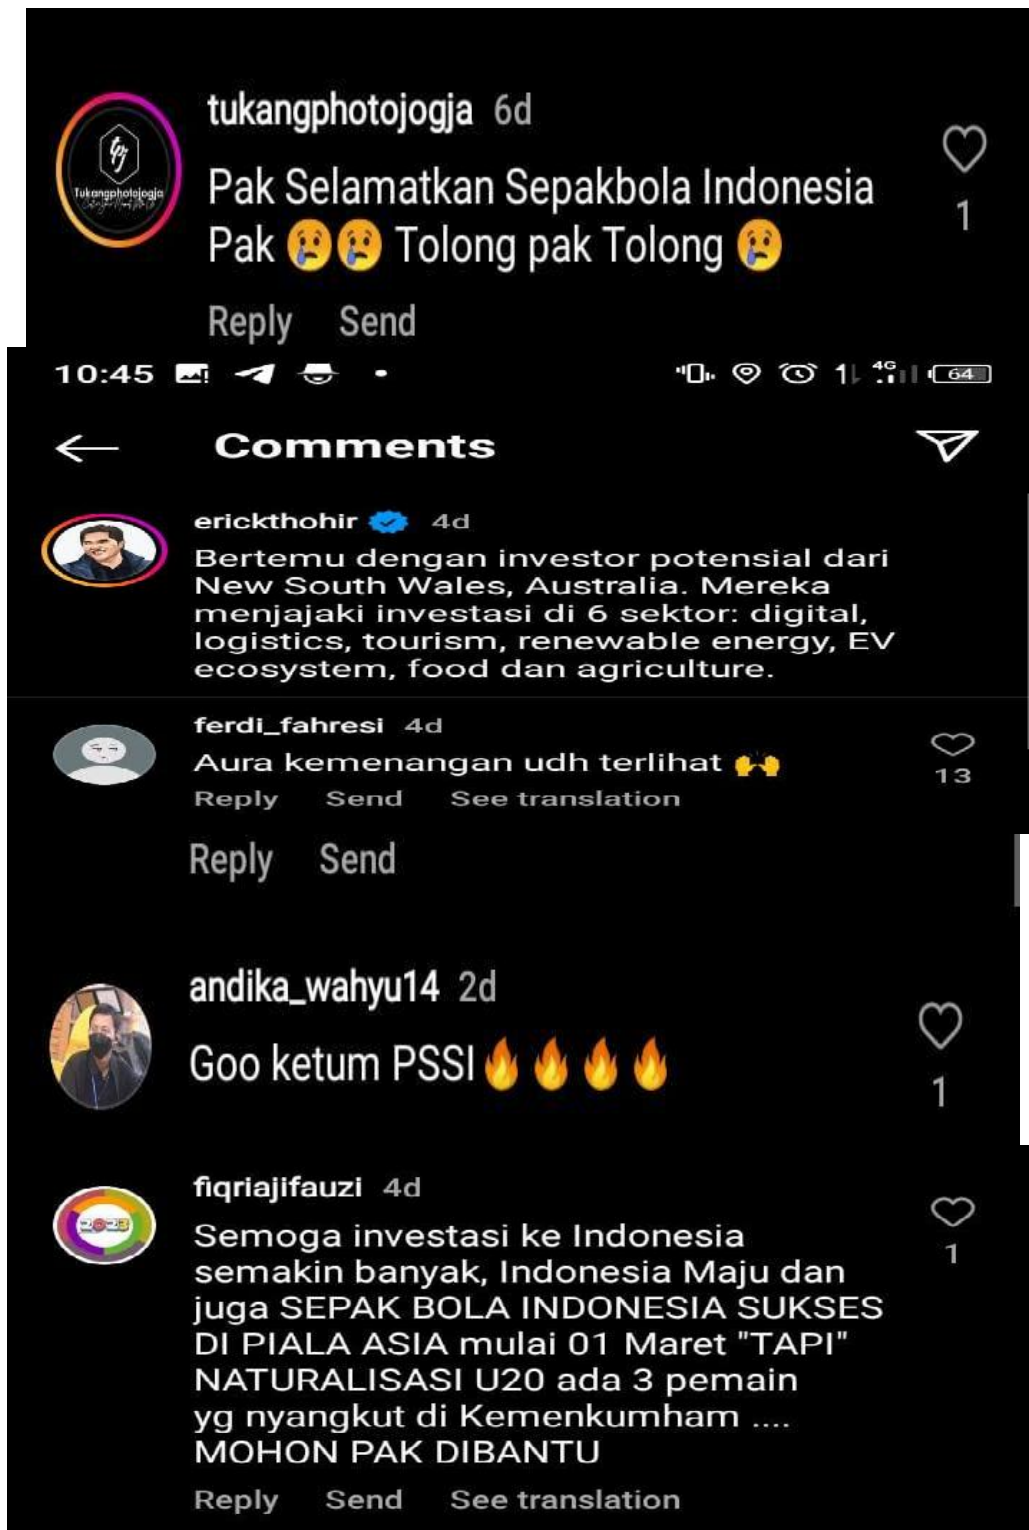 tukangphotojogja 6d
Tukangphotojogja
Pak Selamatkan Sepakbola Indonesia
Pak 😢😢 Tolong pak Tolong 😢
1
Reply Send
10:45 4G 64
Comments
erickthohir 4d
Bertemu dengan investor potensial dari
New South Wales, Australia. Mereka
menjajaki investasi di 6 sektor: digital,
logistics, tourism, renewable energy, EV
ecosystem, food dan agriculture.
ferdi_fahresi 4d
Aura kemenangan udh terlihat 🙌
13
Reply Send See translation
Reply Send
andika_wahyu14 2d
Goo ketum PSSI🔥🔥🔥🔥
1
fiqriajifauzi 4d
2023
Semoga investasi ke Indonesia
semakin banyak, Indonesia Maju dan
juga SEPAK BOLA INDONESIA SUKSES
DI PIALA ASIA mulai 01 Maret "TAPI"
NATURALISASI U20 ada 3 pemain
yg nyangkut di Kemenkumham ....
MOHON PAK DIBANTU
1
Reply Send See translation